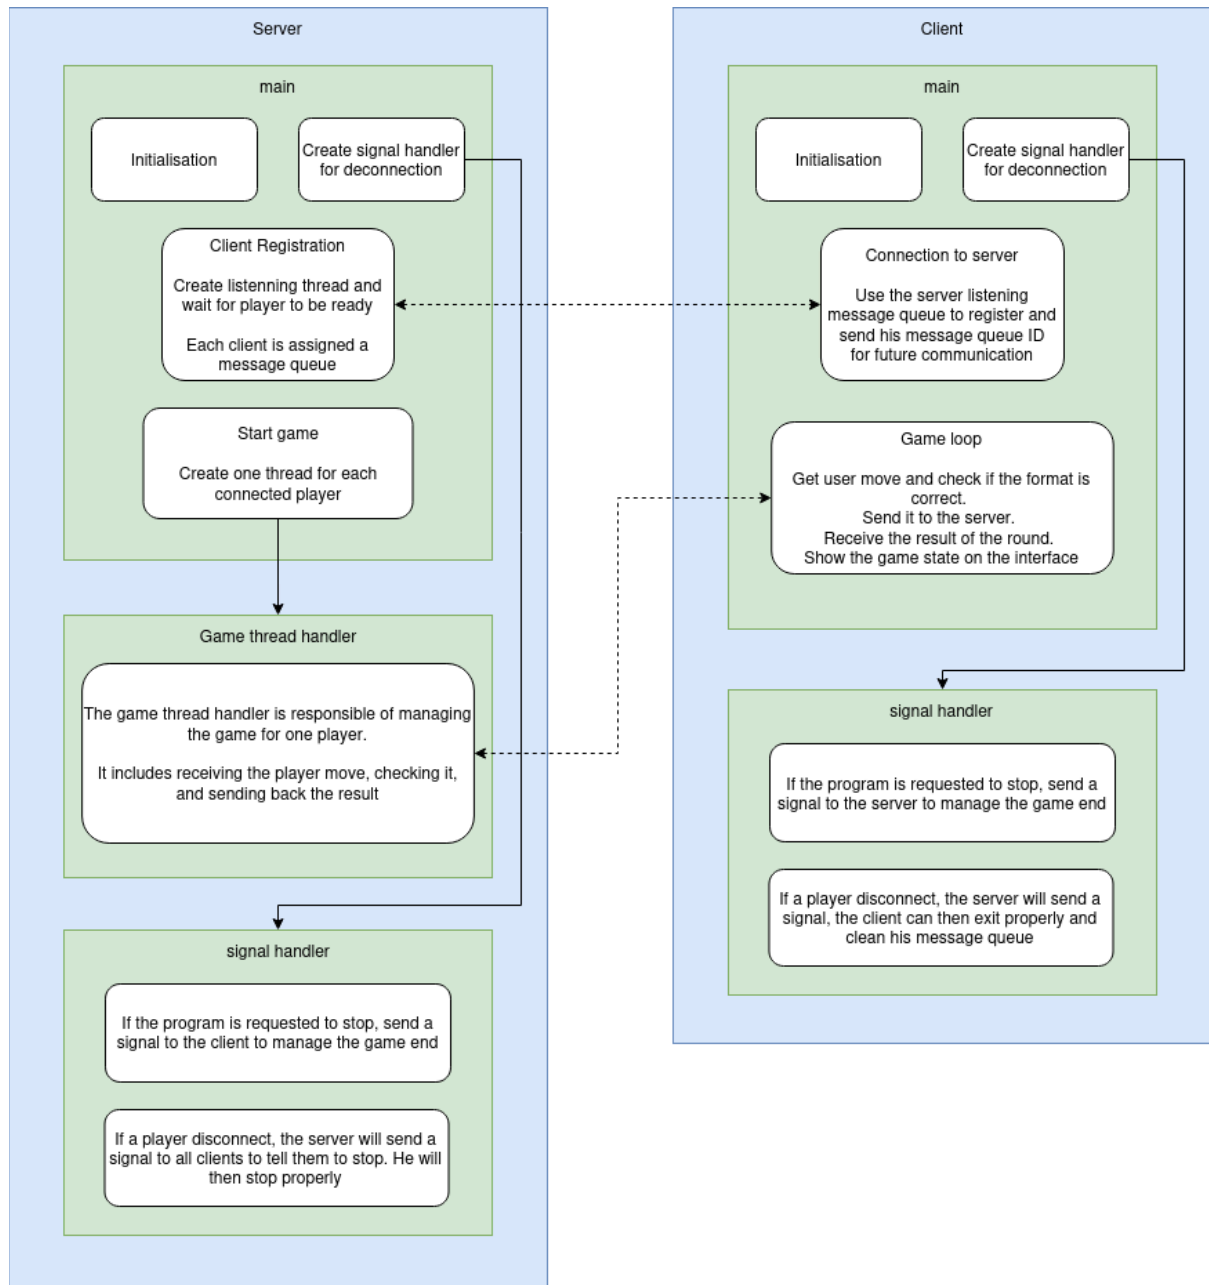 Server
main
Initialisation
Create signal handler
for deconnection
Client Registration
Create listenning thread and
wait for player to be ready
Each client is assigned a
message queue
Start game
Create one thread for each
connected player
Game thread handler
The game thread handler is responsible of managing
the game for one player.
It includes receiving the player move, checking it,
and sending back the result
signal handler
If the program is requested to stop, send a
signal to the client to manage the game end
If a player disconnect, the server will send a
signal to all clients to tell them to stop. He will
then stop properly
Client
main
Initialisation
Create signal handler
for deconnection
Connection to server
Use the server listening
message queue to register and
send his message queue ID
for future communication
Game loop
Get user move and check if the format is
correct.
Send it to the server.
Receive the result of the round.
Show the game state on the interface
signal handler
If the program is requested to stop, send a
signal to the server to manage the game end
If a player disconnect, the server will send a
signal, the client can then exit properly and
clean his message queue